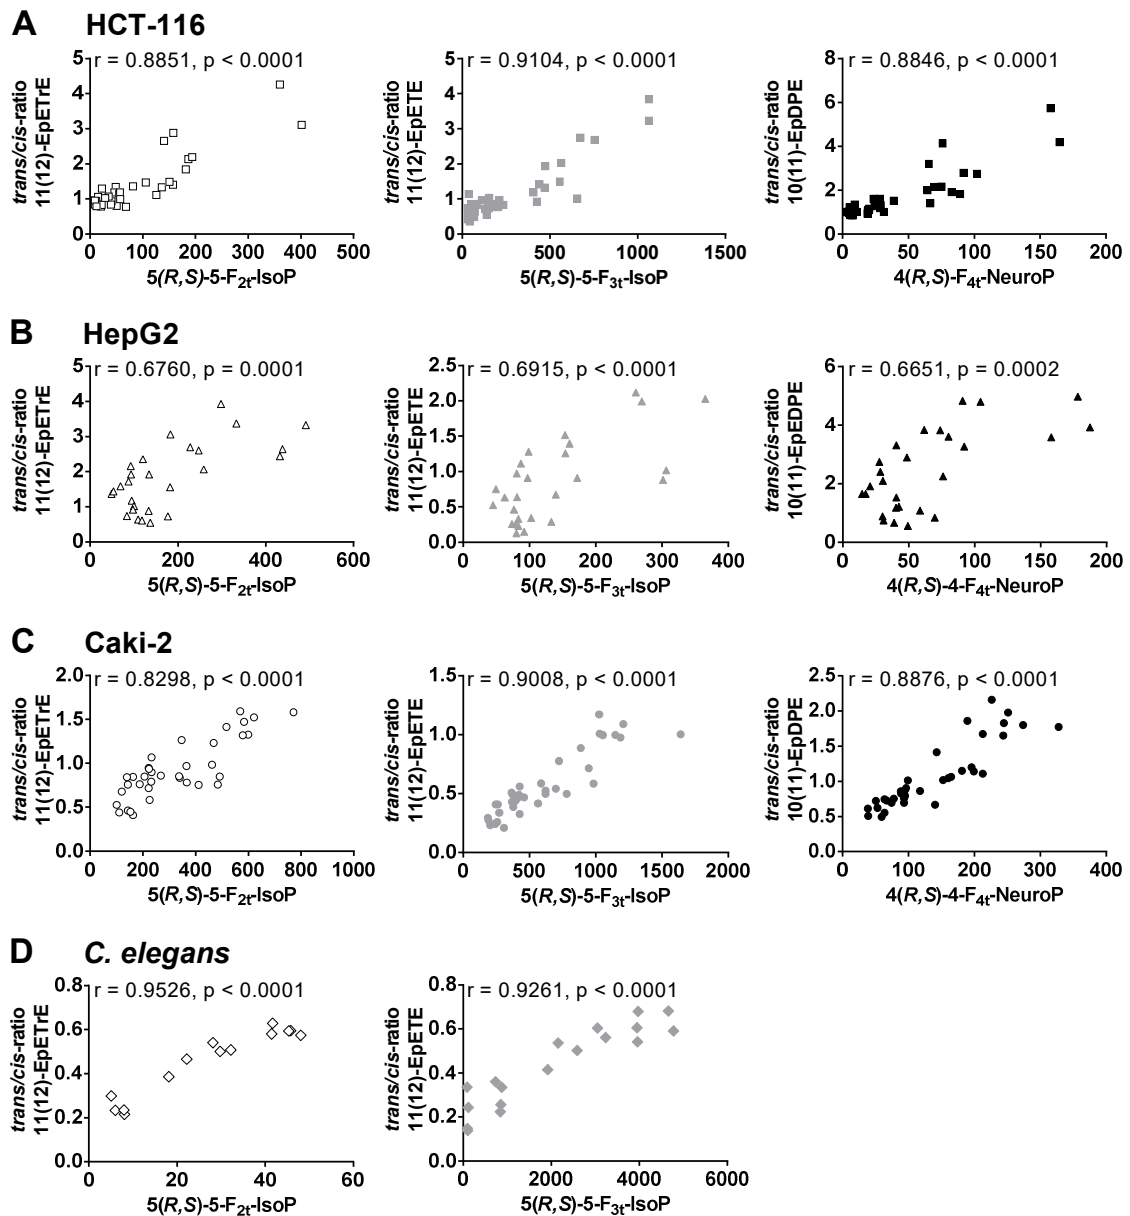 A HCT-116
r = 0.8851, p < 0.0001
trans/cis-ratio
11(12)-EpETrE
5
4
3
2
1
0
0 100 200 300 400 500
5(R,S)-5-F2t-IsoP
r = 0.9104, p < 0.0001
trans/cis-ratio
11(12)-EpETE
5
4
3
2
1
0
0 500 1000 1500
5(R,S)-5-F3t-IsoP
r = 0.8846, p < 0.0001
trans/cis-ratio
10(11)-EpDPE
8
6
4
2
0
0 50 100 150 200
4(R,S)-F4t-NeuroP
B HepG2
r = 0.6760, p = 0.0001
trans/cis-ratio
11(12)-EpETrE
5
4
3
2
1
0
0 200 400 600
5(R,S)-5-F2t-IsoP
r = 0.6915, p < 0.0001
trans/cis-ratio
11(12)-EpETE
2.5
2.0
1.5
1.0
0.5
0.0
0 100 200 300 400
5(R,S)-5-F3t-IsoP
r = 0.6651, p = 0.0002
trans/cis-ratio
10(11)-EpEDPE
6
4
2
0
0 50 100 150 200
4(R,S)-4-F4t-NeuroP
C Caki-2
r = 0.8298, p < 0.0001
trans/cis-ratio
11(12)-EpETrE
2.0
1.5
1.0
0.5
0.0
0 200 400 600 800 1000
5(R,S)-5-F2t-IsoP
r = 0.9008, p < 0.0001
trans/cis-ratio
11(12)-EpETE
1.5
1.0
0.5
0.0
0 500 1000 1500 2000
5(R,S)-5-F3t-IsoP
r = 0.8876, p < 0.0001
trans/cis-ratio
10(11)-EpDPE
2.5
2.0
1.5
1.0
0.5
0.0
0 100 200 300 400
4(R,S)-4-F4t-NeuroP
D C. elegans
r = 0.9526, p < 0.0001
trans/cis-ratio
11(12)-EpETrE
0.8
0.6
0.4
0.2
0.0
0 20 40 60
5(R,S)-5-F2t-IsoP
r = 0.9261, p < 0.0001
trans/cis-ratio
11(12)-EpETE
0.8
0.6
0.4
0.2
0.0
0 2000 4000 6000
5(R,S)-5-F3t-IsoP